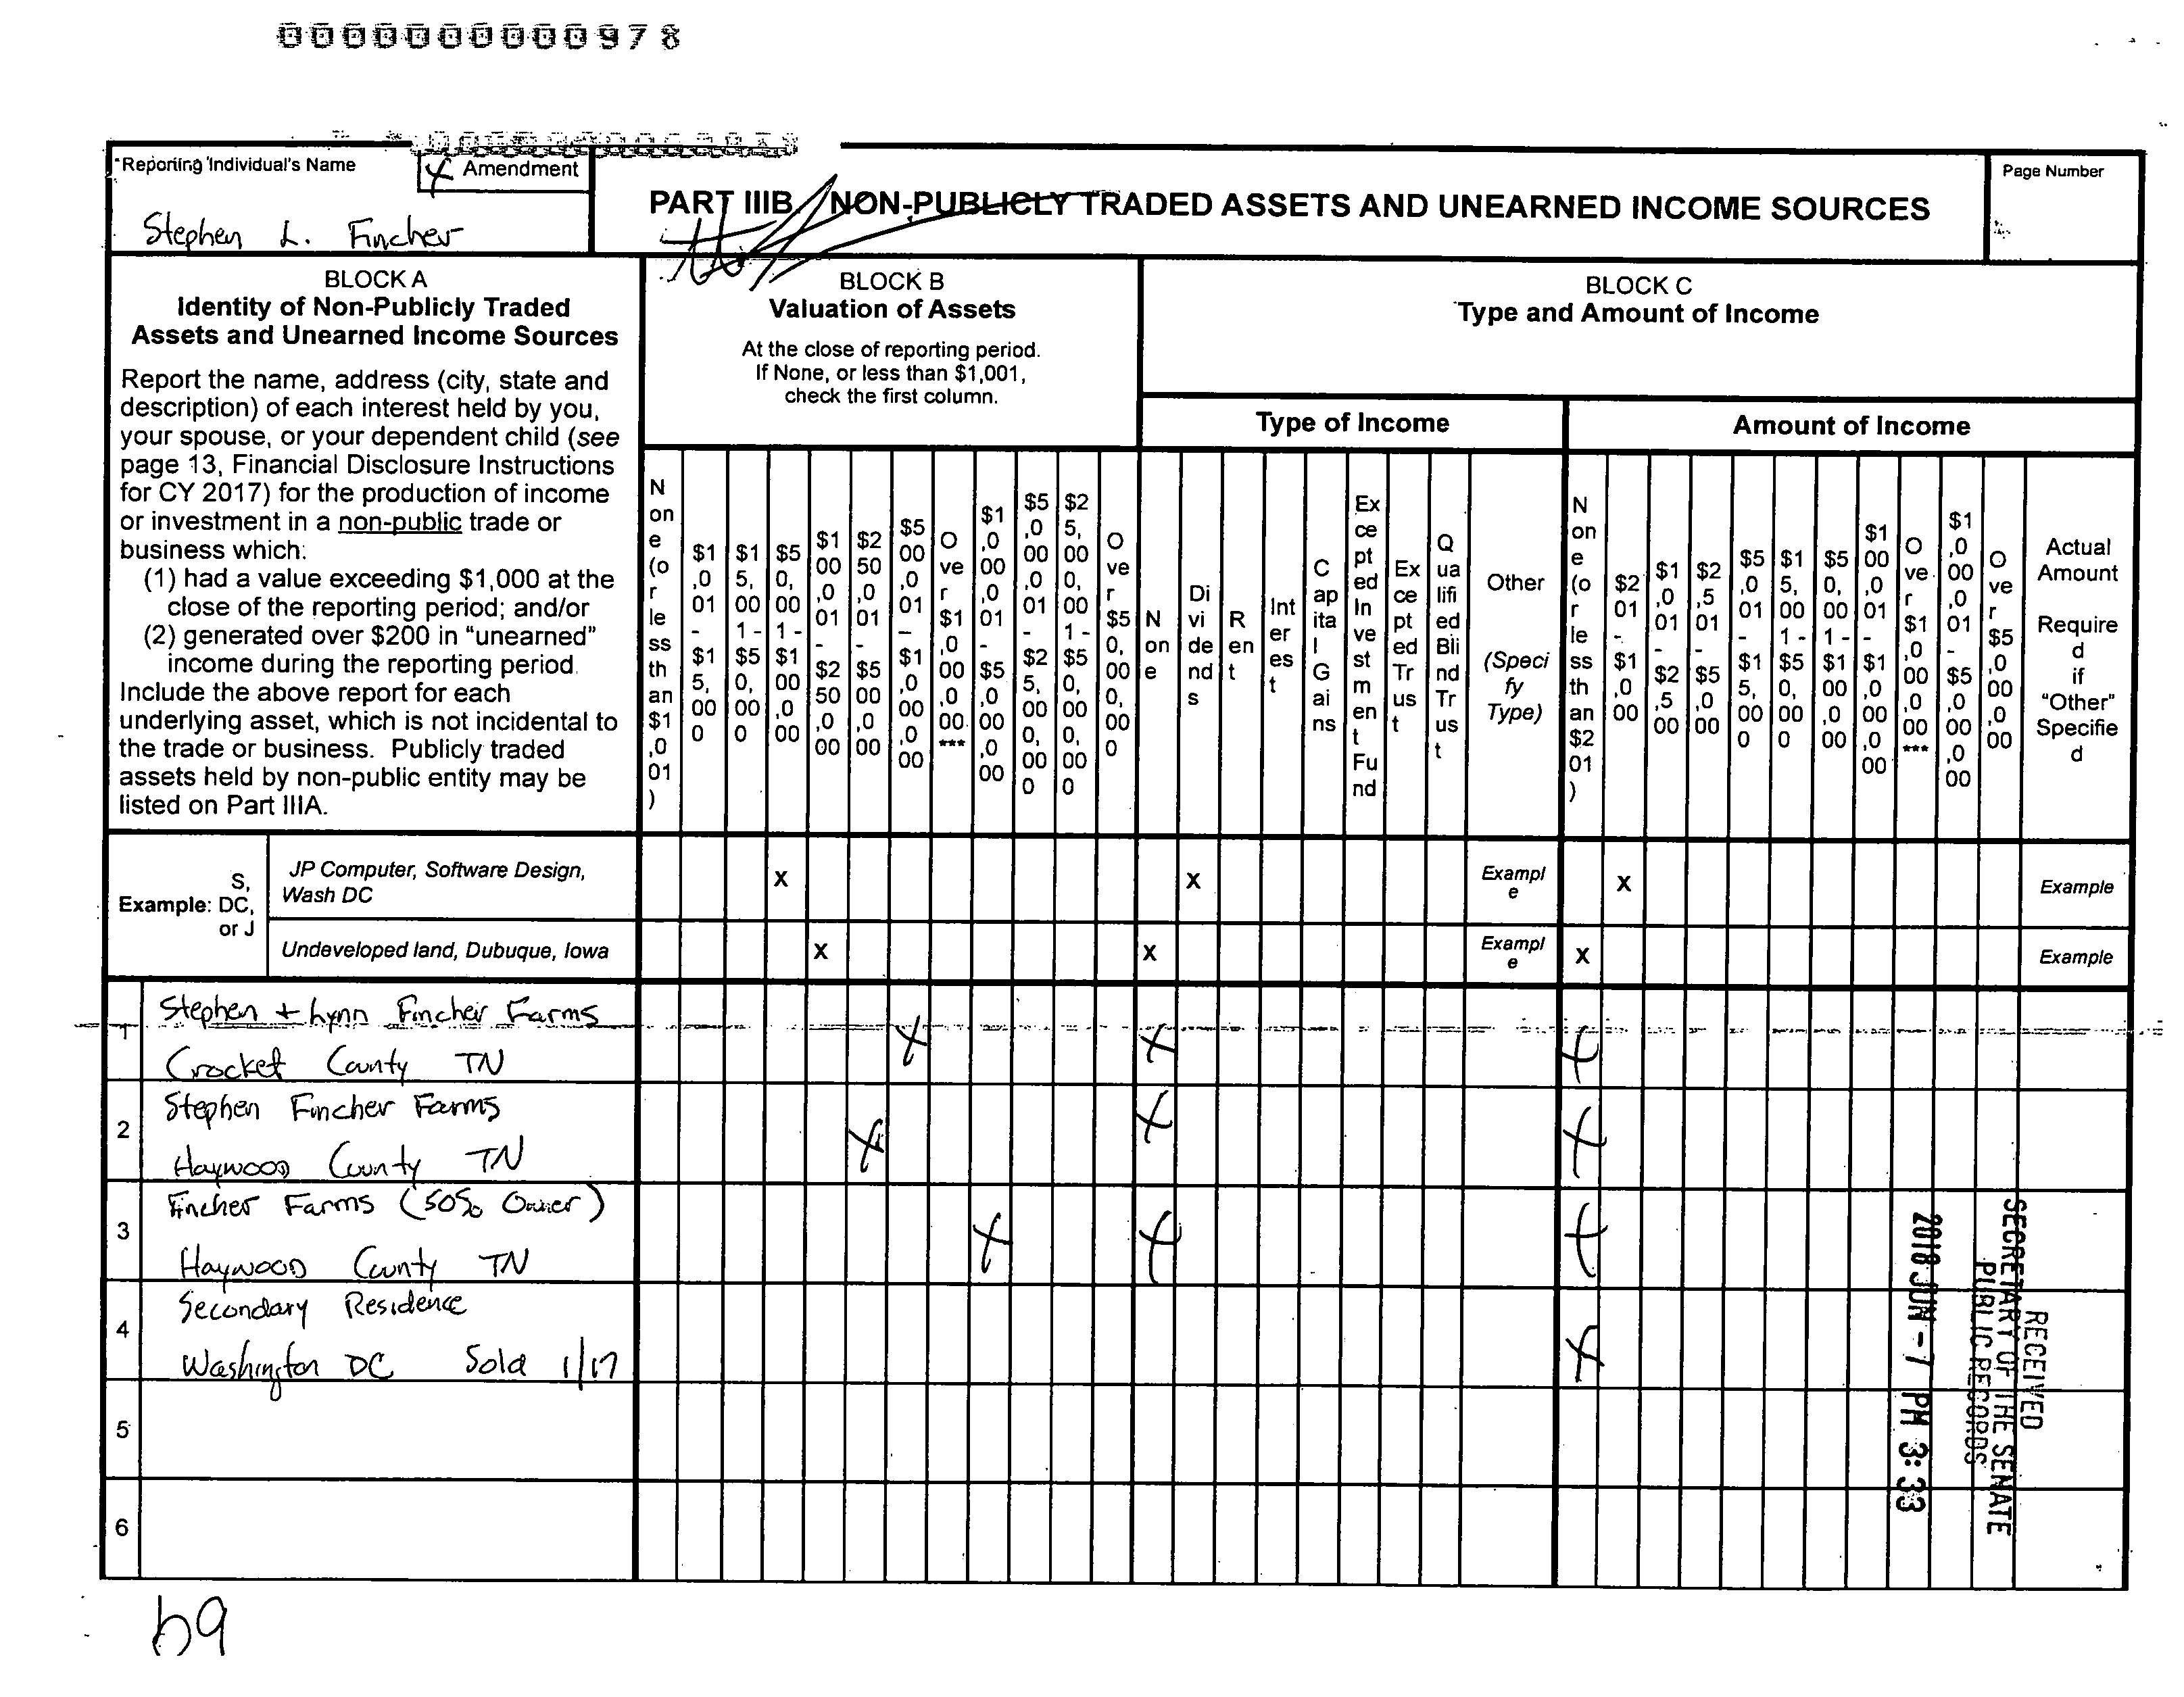 000000000978
Reporting Individual's Name
X Amendment
Stephen L. Fincher
PART IIIB NON-PUBLICLY TRADED ASSETS AND UNEARNED INCOME SOURCES
Page Number
BLOCK A
Identity of Non-Publicly Traded
Assets and Unearned Income Sources
Report the name, address (city, state and
description) of each interest held by you,
your spouse, or your dependent child (see
page 13, Financial Disclosure Instructions
for CY 2017) for the production of income
or investment in a non-public trade or
business which:
(1) had a value exceeding $1,000 at the
close of the reporting period; and/or
(2) generated over $200 in "unearned"
income during the reporting period.
Include the above report for each
underlying asset, which is not incidental to
the trade or business. Publicly traded
assets held by non-public entity may be
listed on Part IIIA.
BLOCK B
Valuation of Assets
At the close of reporting period.
If None, or less than $1,001,
check the first column.
BLOCK C
Type and Amount of Income
Type of Income
Amount of Income
None (or less than $1,001)
$1,001 - $15,000
$15,001 - $50,000
$50,001 - $100,000
$100,001 - $250,000
$250,001 - $500,000
$500,001 – $1,000,000
Over $1,000,000***
$1,000,001 - $5,000,000
$5,000,001 - $25,000,000
$25,000,001 - $50,000,000
Over $50,000,000
None
Dividends
Rent
Interest
Capital Gains
Excepted Investment Fund
Excepted Trust
Qualified Blind Trust
Other
(Specify Type)
None (or less than $201)
$201 - $1,000
$1,001 - $2,500
$2,501 - $5,000
$5,001 - $15,000
$15,001 - $50,000
$50,001 - $100,000
$100,001 - $1,000,000
Over $1,000,000***
$1,000,001 - $5,000,000
Over $5,000,000
Actual Amount Required if "Other" Specified
Example: S, DC, or J
JP Computer, Software Design,
Wash DC
X X Example X Example
Undeveloped land, Dubuque, Iowa X X Example X Example
1
Stephen + Lynn Fincher Farms
Crocket County TN
X X X
2
Stephen Fincher Farms
Haywood County TN
X X X
3
Fincher Farms (50% Owner)
Haywood County TN
X X X
4
Secondary Residence
Washington DC Sold 1/17
X
5
6
RECEIVED
SECRETARY OF THE SENATE
PUBLIC RECORDS
2018 JUN -7 PM 3:33
b9